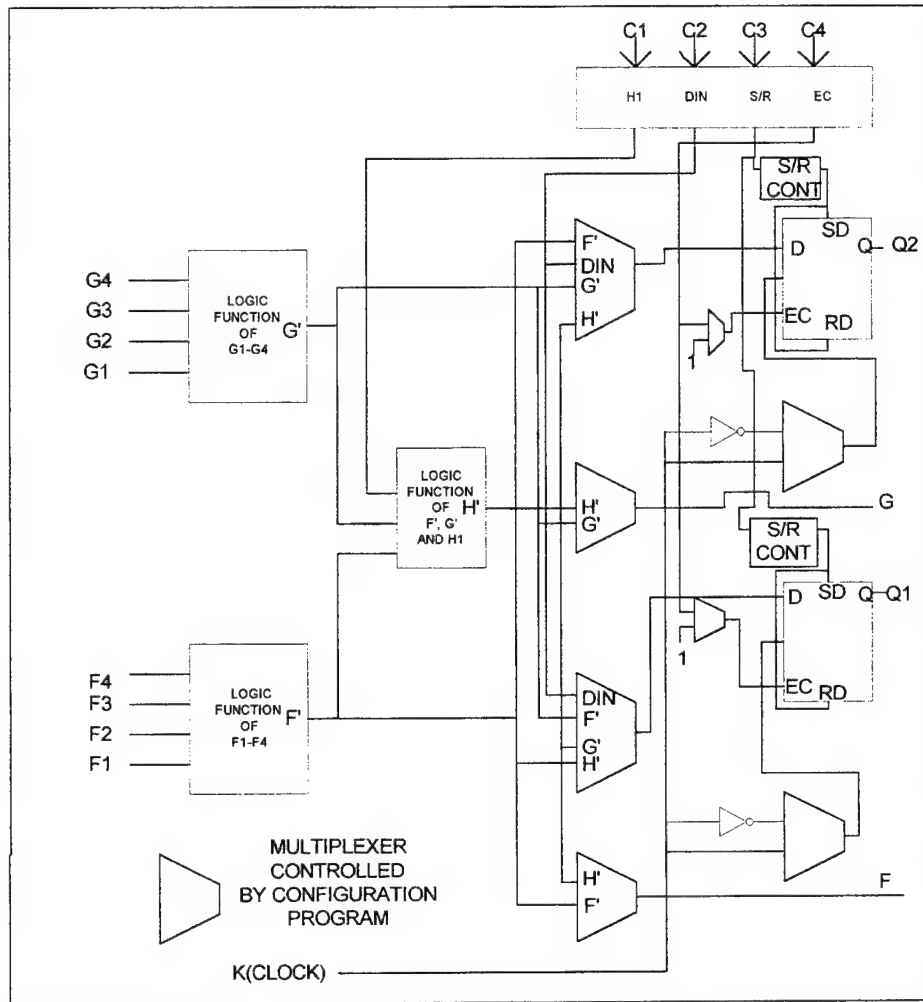 C1 C2 C3 C4
H1 DIN S/R EC
S/R
CONT
SD
D Q Q2
EC
RD
F'
DIN
G'
H'
1
G4
G3
G2
G1
LOGIC
FUNCTION
OF
G1-G4
G'
LOGIC
FUNCTION
OF
F', G'
AND H1
H'
H'
G'
G
S/R
CONT
SD
D Q Q1
EC
RD
1
F4
F3
F2
F1
LOGIC
FUNCTION
OF
F1-F4
F'
DIN
F'
G'
H'
MULTIPLEXER
CONTROLLED
BY CONFIGURATION
PROGRAM
H'
F'
F
K(CLOCK)